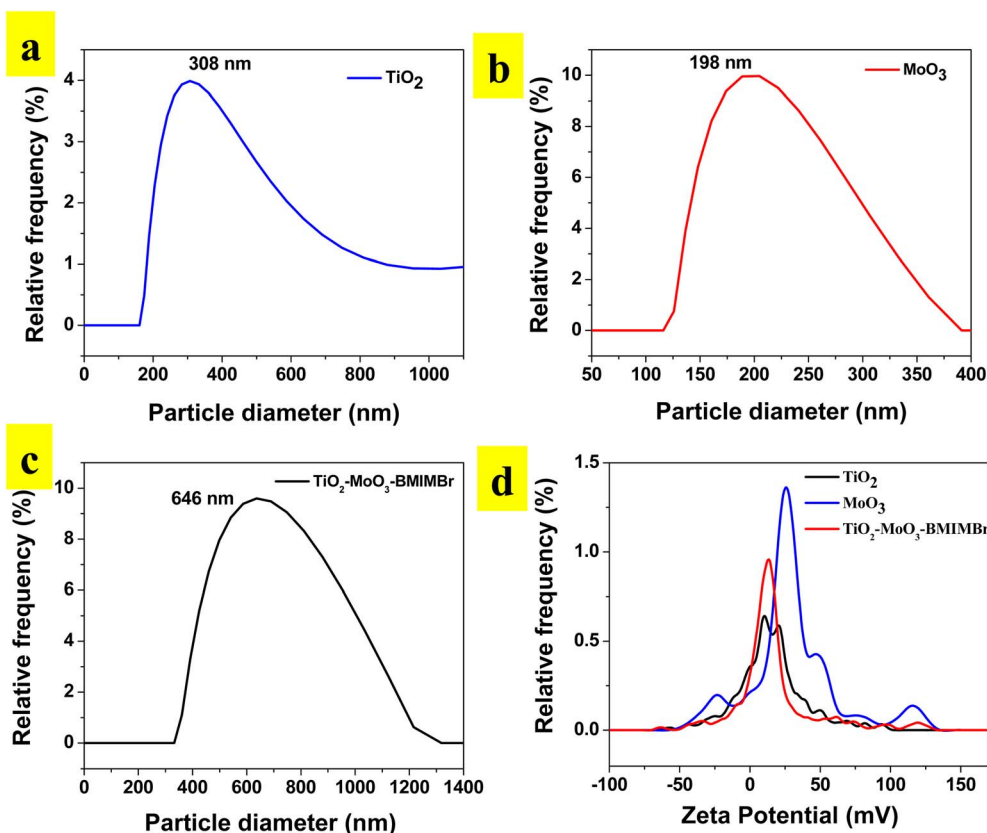 a
308 nm
TiO2
Relative frequency (%)
4
3
2
1
0
0 200 400 600 800 1000
Particle diameter (nm)
b
198 nm
MoO3
Relative frequency (%)
10
8
6
4
2
0
50 100 150 200 250 300 350 400
Particle diameter (nm)
c
646 nm
TiO2-MoO3-BMIMBr
Relative frequency (%)
10
8
6
4
2
0
0 200 400 600 800 1000 1200 1400
Particle diameter (nm)
d
TiO2
MoO3
TiO2-MoO3-BMIMBr
Relative frequency (%)
1.5
1.0
0.5
0.0
-100 -50 0 50 100 150
Zeta Potential (mV)